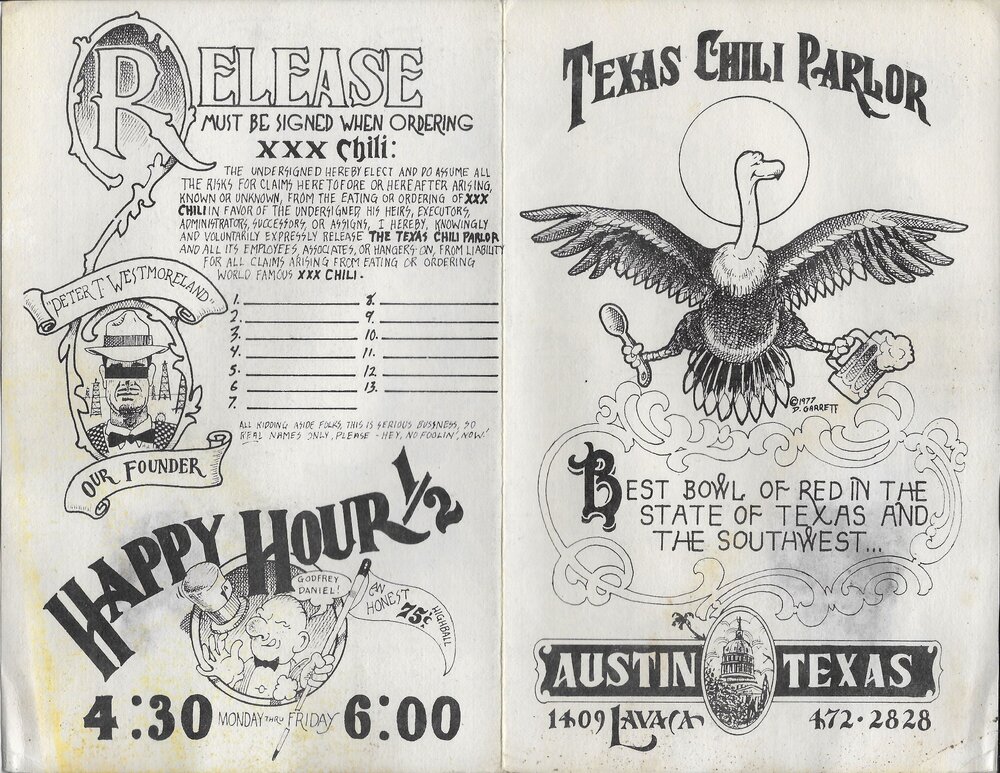 RELEASE
MUST BE SIGNED WHEN ORDERING
XXX Chili:
THE UNDERSIGNED HEREBY ELECT AND DO ASSUME ALL
THE RISKS FOR CLAIMS HERETOFORE OR HEREAFTER ARISING,
KNOWN OR UNKNOWN, FROM THE EATING OR ORDERING OF XXX
CHILI IN FAVOR OF THE UNDERSIGNED, HIS HEIRS, EXECUTORS,
ADMINISTRATORS, SUCCESSORS, OR ASSIGNS, I HEREBY, KNOWINGLY
AND VOLUNTARILY EXPRESSLY RELEASE THE TEXAS CHILI PARLOR
AND ALL ITS EMPLOYEES, ASSOCIATES, OR HANGERS-ON, FROM LIABILITY
FOR ALL CLAIMS ARISING FROM EATING OR ORDERING
WORLD FAMOUS XXX CHILI.
"PETER T WESTMORELAND"
OUR FOUNDER
1. 8.
2. 9.
3. 10.
4. 11.
5. 12.
6 13.
7.
ALL KIDDING ASIDE FOLKS, THIS IS SERIOUS BUSINESS, SO
REAL NAMES ONLY, PLEASE - HEY, NO FOOLIN', NOW!
HAPPY HOUR 1/2
GODFREY
DANIEL!
AN
HONEST
75¢
HIGHBALL
4:30 MONDAY THRU FRIDAY 6:00
TEXAS CHILI PARLOR
©1977
D. GARRETT
BEST BOWL OF RED IN THE
STATE OF TEXAS AND
THE SOUTHWEST...
AUSTIN TEXAS
1409 LAVACA 472-2828